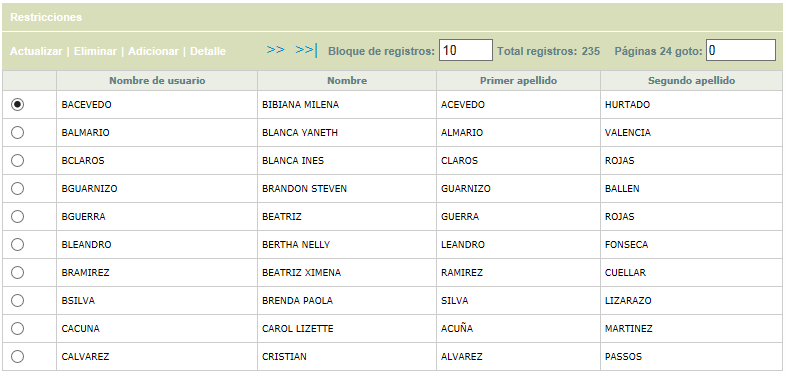 Restricciones
Actualizar | Eliminar | Adicionar | Detalle >> >>| Bloque de registros: 10 Total registros: 235 Páginas 24 goto: 0
Nombre de usuario Nombre Primer apellido Segundo apellido
BACEVEDO BIBIANA MILENA ACEVEDO HURTADO
BALMARIO BLANCA YANETH ALMARIO VALENCIA
BCLAROS BLANCA INES CLAROS ROJAS
BGUARNIZO BRANDON STEVEN GUARNIZO BALLEN
BGUERRA BEATRIZ GUERRA ROJAS
BLEANDRO BERTHA NELLY LEANDRO FONSECA
BRAMIREZ BEATRIZ XIMENA RAMIREZ CUELLAR
BSILVA BRENDA PAOLA SILVA LIZARAZO
CACUNA CAROL LIZETTE ACUÑA MARTINEZ
CALVAREZ CRISTIAN ALVAREZ PASSOS